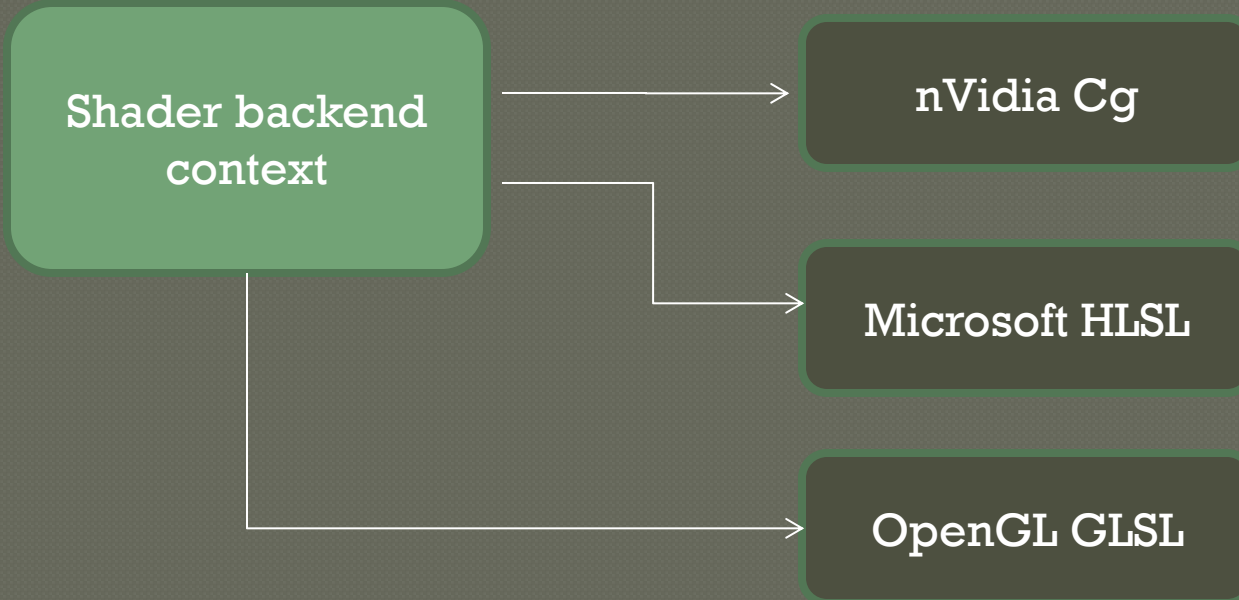 Shader backend
context
nVidia Cg
Microsoft HLSL
OpenGL GLSL